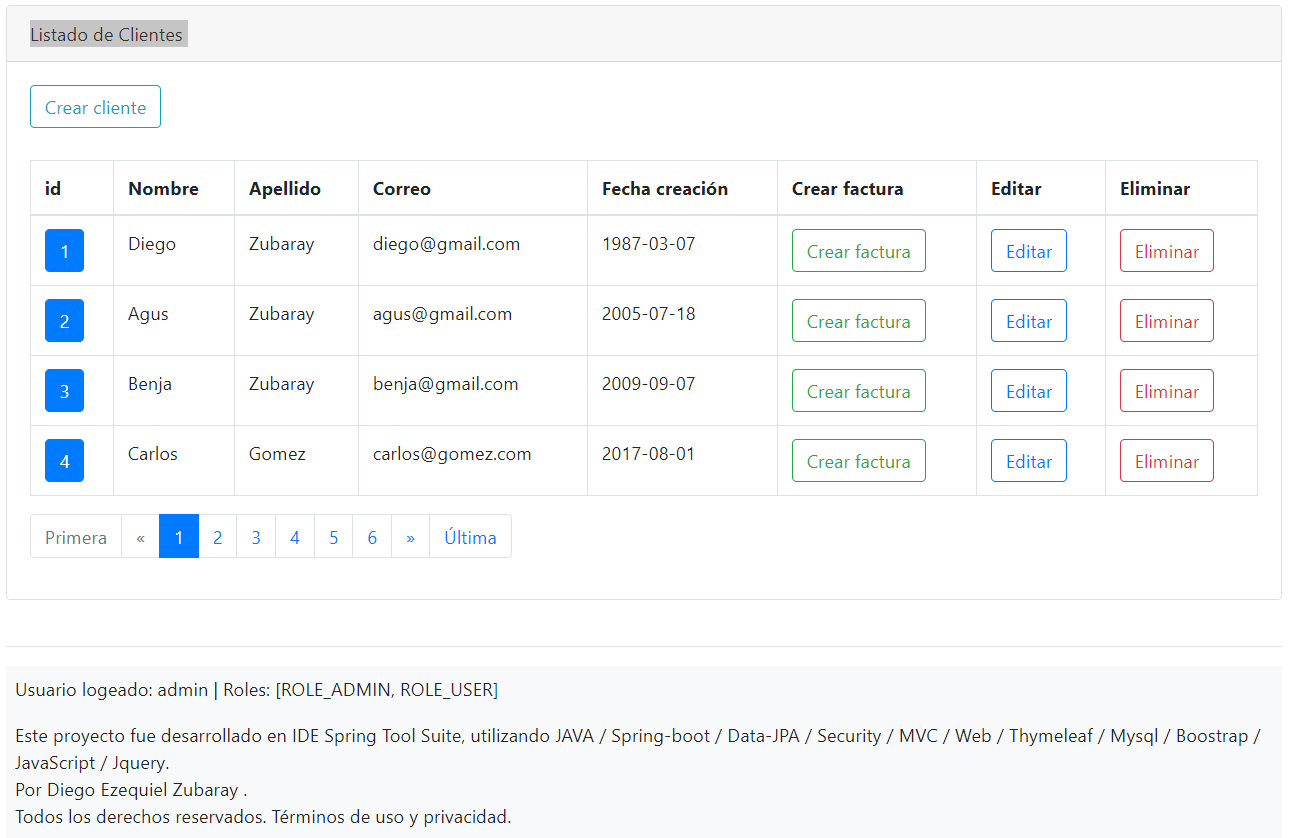 Listado de Clientes
Crear cliente
id Nombre Apellido Correo Fecha creación Crear factura Editar Eliminar
1 Diego Zubaray diego@gmail.com 1987-03-07 Crear factura Editar Eliminar
2 Agus Zubaray agus@gmail.com 2005-07-18 Crear factura Editar Eliminar
3 Benja Zubaray benja@gmail.com 2009-09-07 Crear factura Editar Eliminar
4 Carlos Gomez carlos@gomez.com 2017-08-01 Crear factura Editar Eliminar
Primera « 1 2 3 4 5 6 » Última
Usuario logeado: admin | Roles: [ROLE_ADMIN, ROLE_USER]
Este proyecto fue desarrollado en IDE Spring Tool Suite, utilizando JAVA / Spring-boot / Data-JPA / Security / MVC / Web / Thymeleaf / Mysql / Boostrap /
JavaScript / Jquery.
Por Diego Ezequiel Zubaray .
Todos los derechos reservados. Términos de uso y privacidad.